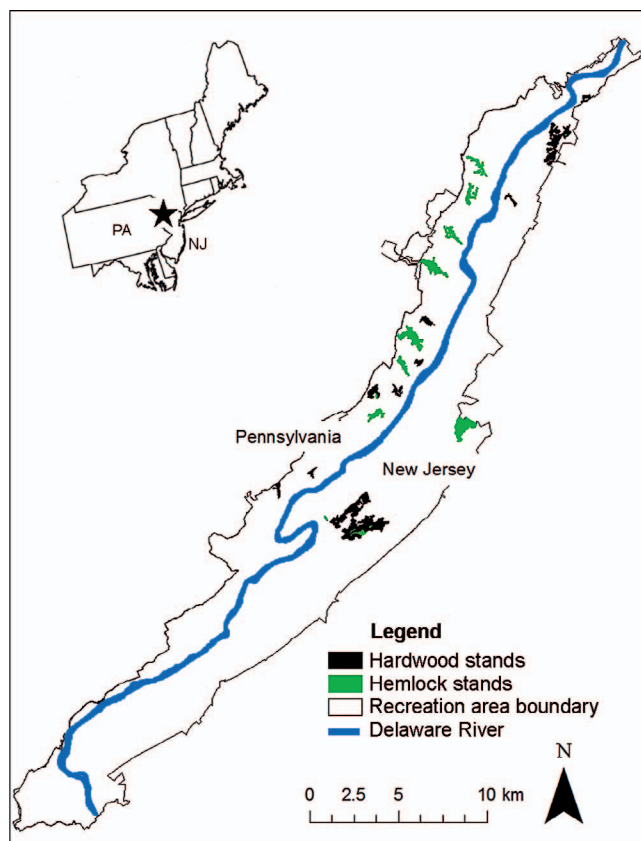 PA
NJ
Pennsylvania
New Jersey
Legend
Hardwood stands
Hemlock stands
Recreation area boundary
Delaware River
N
0 2.5 5 10 km